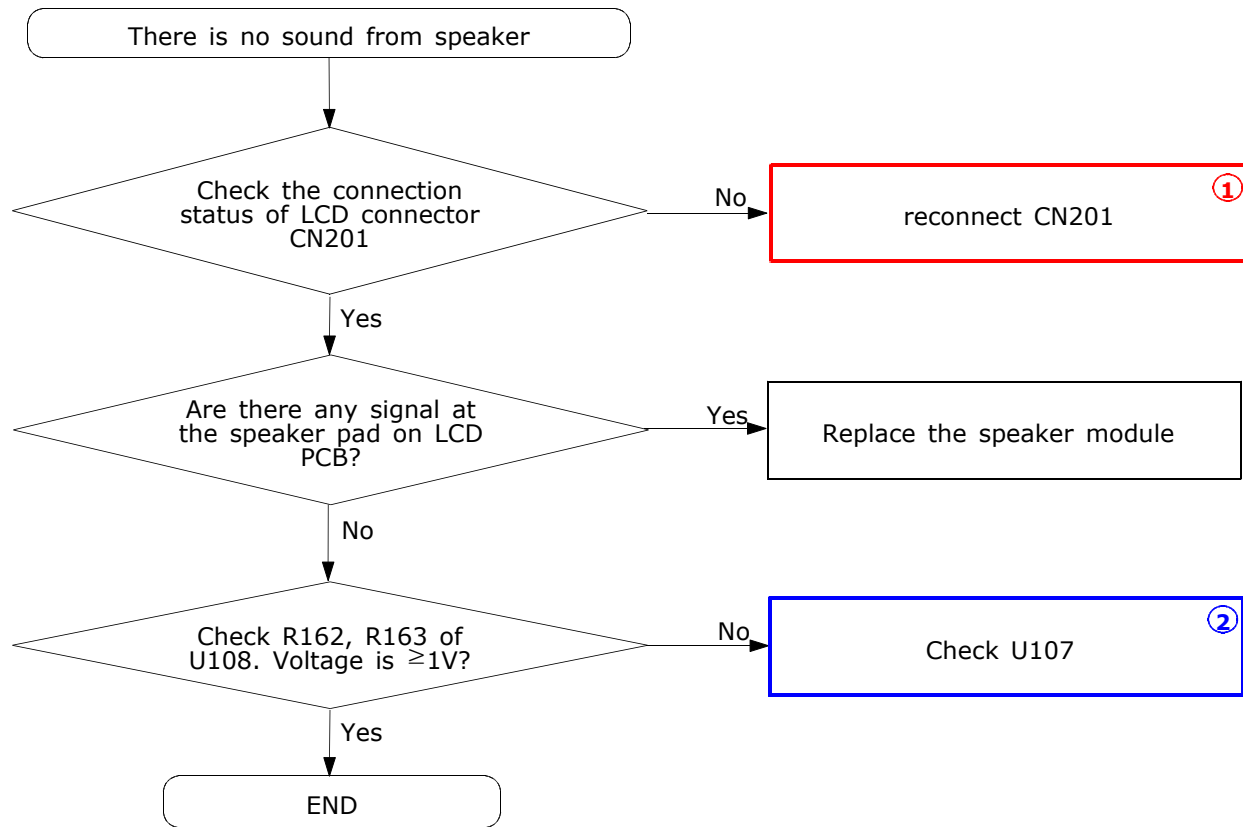 There is no sound from speaker
Check the connection
status of LCD connector
CN201
No
①
reconnect CN201
Yes
Are there any signal at
the speaker pad on LCD
PCB?
Yes
Replace the speaker module
No
Check R162, R163 of
U108. Voltage is ≥1V?
No
②
Check U107
Yes
END